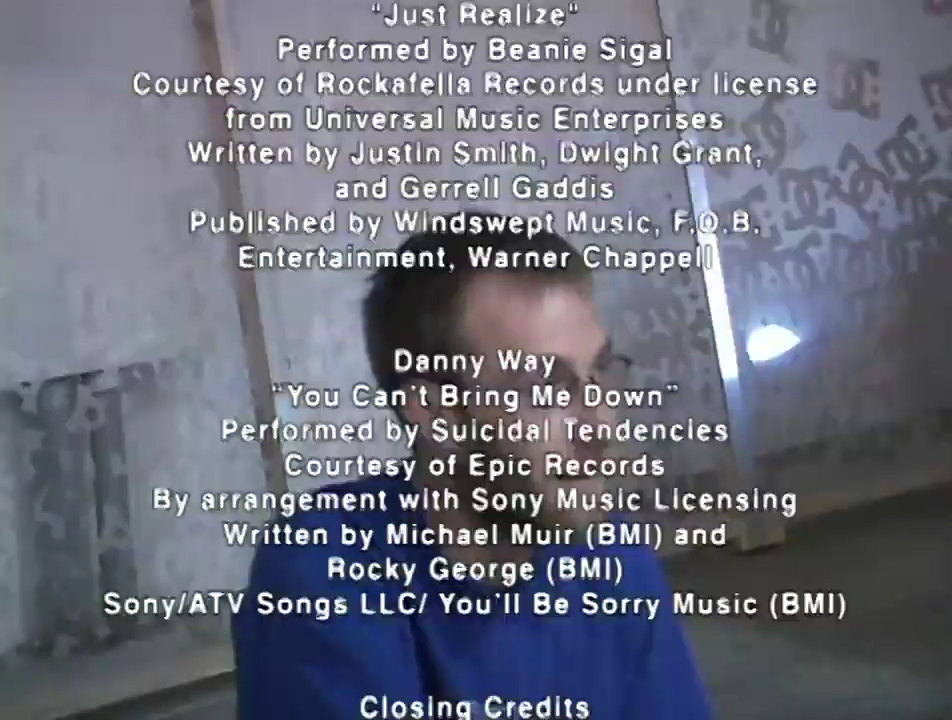 "Just Realize"
Performed by Beanie Sigal
Courtesy of Rockafella Records under license
from Universal Music Enterprises
Written by Justin Smith, Dwight Grant,
and Gerrell Gaddis
Published by Windswept Music, F.O.B.
Entertainment, Warner Chappell
Danny Way
"You Can't Bring Me Down"
Performed by Suicidal Tendencies
Courtesy of Epic Records
By arrangement with Sony Music Licensing
Written by Michael Muir (BMI) and
Rocky George (BMI)
Sony/ATV Songs LLC/ You'll Be Sorry Music (BMI)
Closing Credits